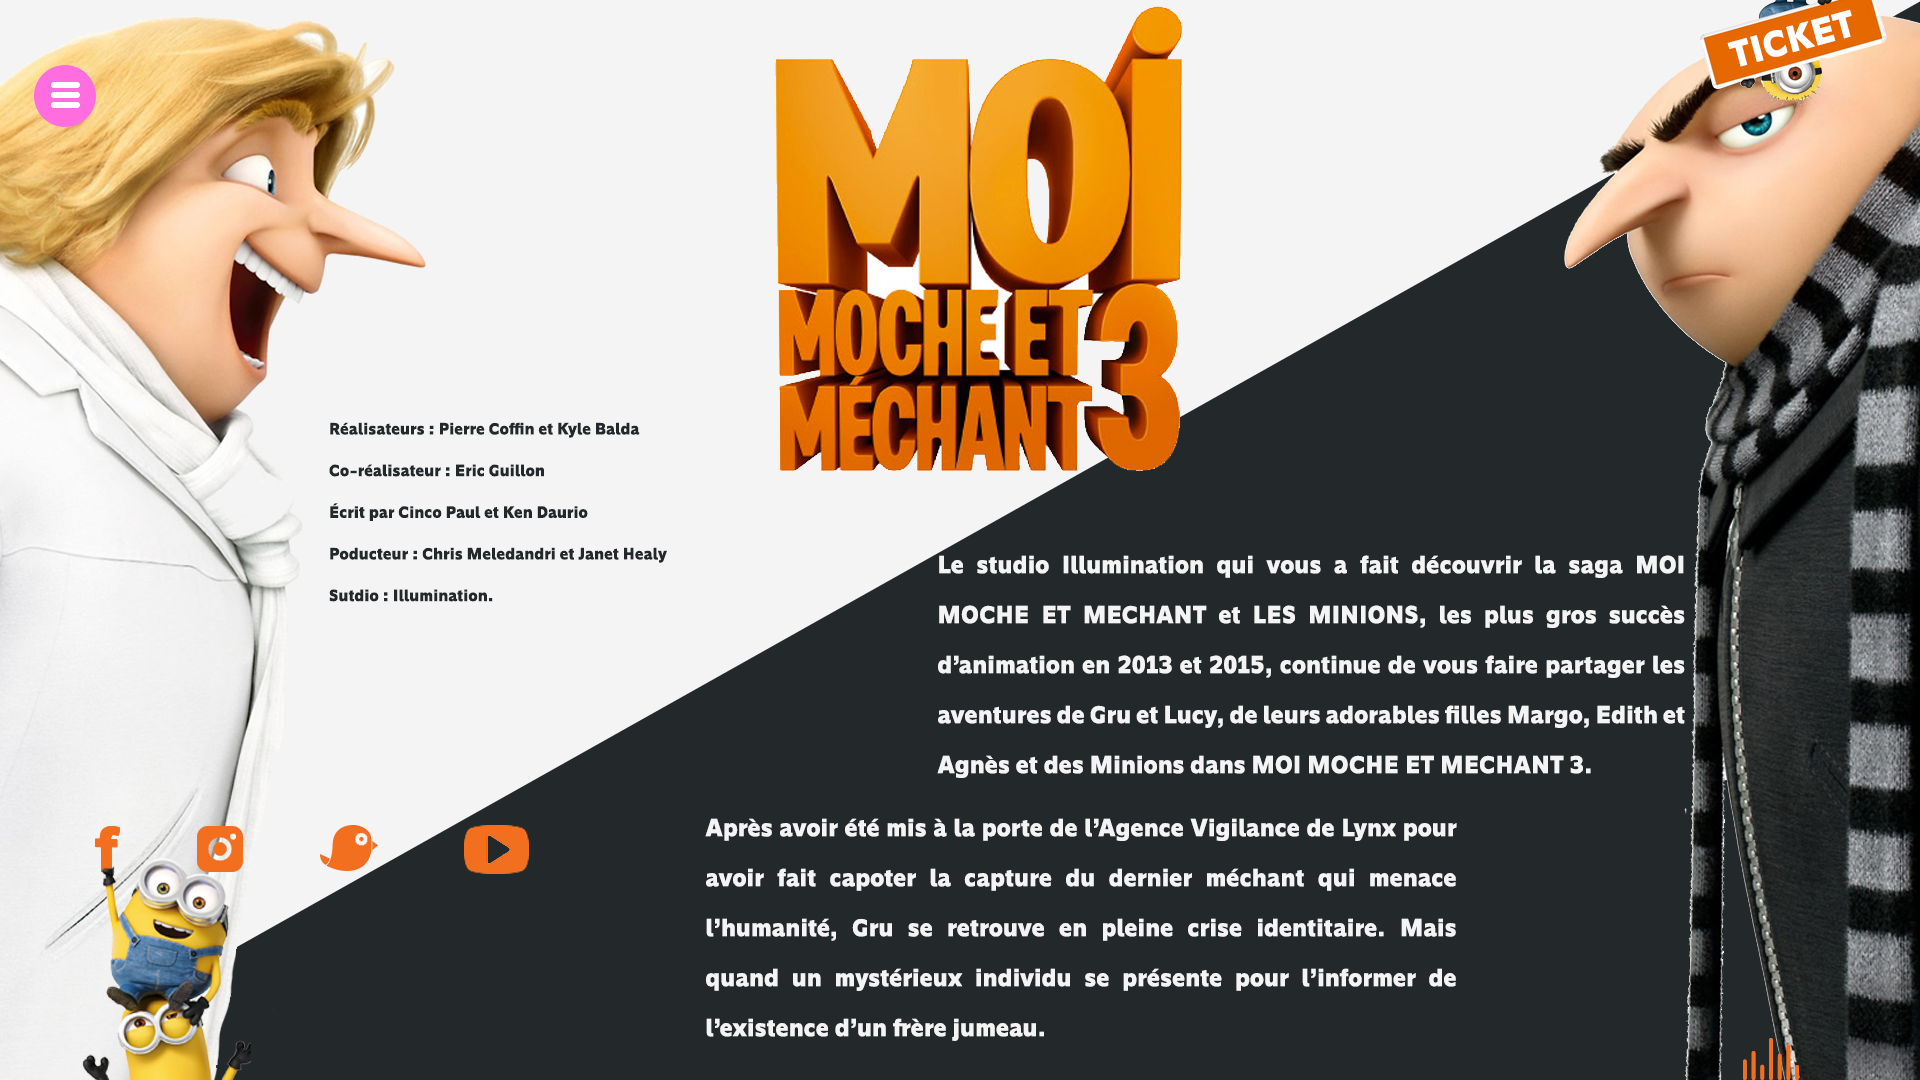 TICKET
MOI
MOCHE ET
MÉCHANT 3
Réalisateurs : Pierre Coffin et Kyle Balda
Co-réalisateur : Eric Guillon
Écrit par Cinco Paul et Ken Daurio
Poducteur : Chris Meledandri et Janet Healy
Sutdio : Illumination.
Le studio Illumination qui vous a fait découvrir la saga MOI
MOCHE ET MECHANT et LES MINIONS, les plus gros succès
d’animation en 2013 et 2015, continue de vous faire partager les
aventures de Gru et Lucy, de leurs adorables filles Margo, Edith et
Agnès et des Minions dans MOI MOCHE ET MECHANT 3.
Après avoir été mis à la porte de l’Agence Vigilance de Lynx pour
avoir fait capoter la capture du dernier méchant qui menace
l’humanité, Gru se retrouve en pleine crise identitaire. Mais
quand un mystérieux individu se présente pour l’informer de
l’existence d’un frère jumeau.